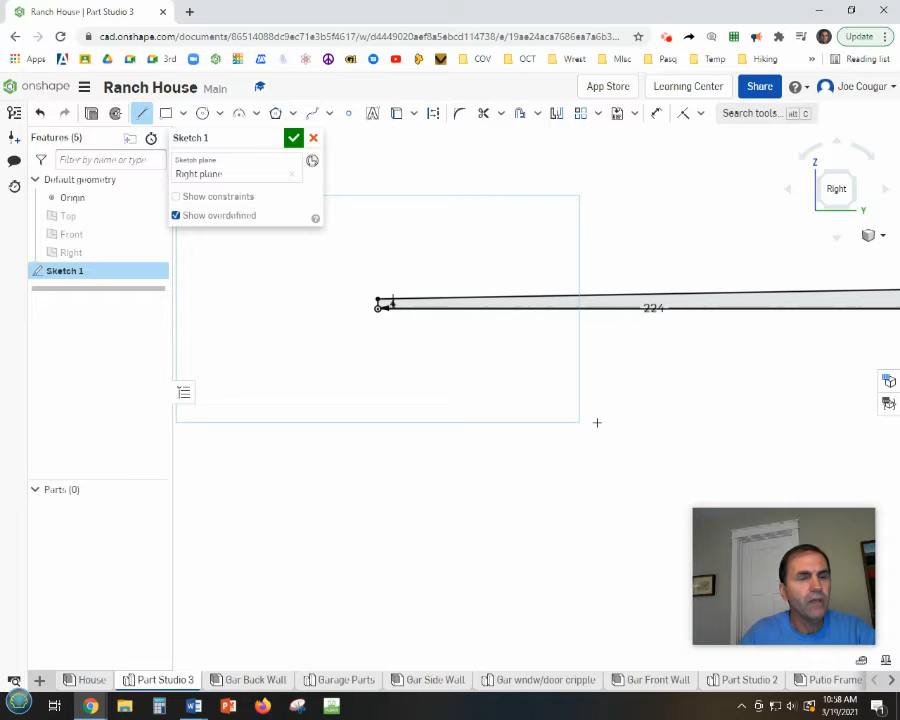 Ranch House | Part Studio 3
cad.onshape.com/documents/86514088dc9ec71e3b5f4617/w/d4449020aef8a5ebcd114738/e/19ae24aca7686ea7a6b3...
Update
Apps
3rd
COV
OCT
Wrest
MIsc
Pasq
Temp
Hiking
Reading list
onshape
Ranch House Main
App Store
Learning Center
Share
Joe Cougar
Search tools...
alt C
Features (5)
Filter by name or type
Default geometry
Origin
Top
Front
Right
Sketch 1
Sketch 1
Sketch plane
Right plane
Show constraints
Show overdefined
Z
Right
Y
4
224
Parts (0)
House
Part Studio 3
Gar Back Wall
Garage Parts
Gar Side Wall
Gar wndw/door cripple
Gar Front Wall
Part Studio 2
Patio Frame
10:58 AM
3/19/2021